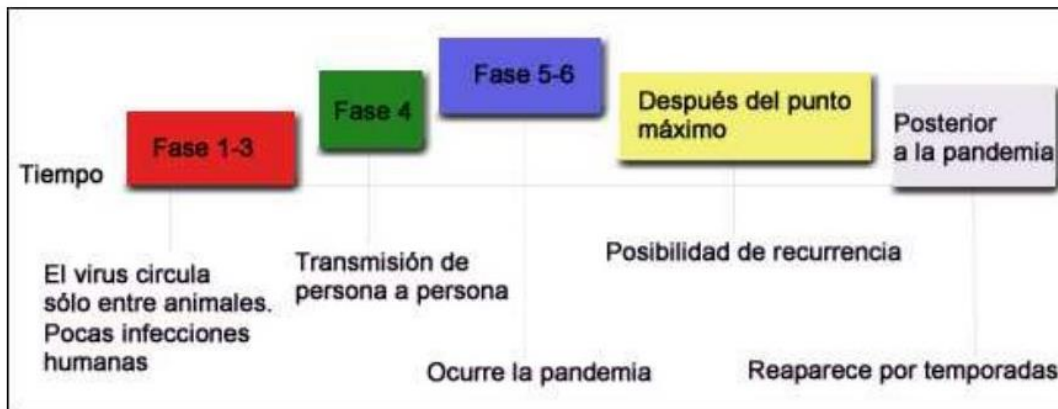 Fase 1-3
Fase 4
Fase 5-6
Después del punto
máximo
Posterior
a la pandemia
Tiempo
El virus circula
sólo entre animales.
Pocas infecciones
humanas
Transmisión de
persona a persona
Ocurre la pandemia
Posibilidad de recurrencia
Reaparece por temporadas